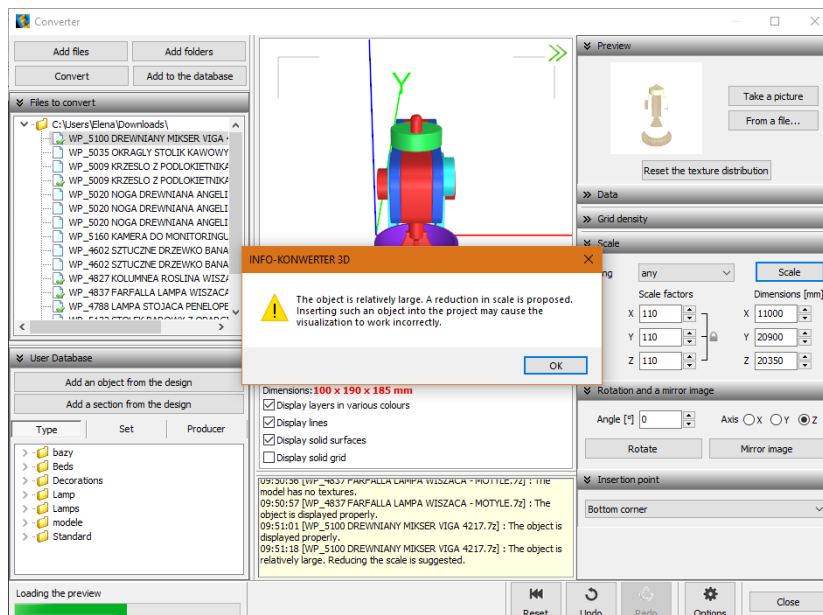 Converter
Add files
Add folders
Convert
Add to the database
Files to convert
C:\Users\Elena\Downloads\
WP_5100 DREWNIANY MIKSER VIGA
WP_5035 OKRAGLY STOLIK KAWOWY
WP_5009 KRZESLO Z PODLOKIETNIKA
WP_5009 KRZESLO Z PODLOKIETNIKA
WP_5020 NOGA DREWNIANA ANGELI
WP_5020 NOGA DREWNIANA ANGELI
WP_5020 NOGA DREWNIANA ANGELI
WP_5160 KAMERA DO MONITORINGU
WP_4602 SZTUCZNE DRZEWKO BANA
WP_4602 SZTUCZNE DRZEWKO BANA
WP_4827 KOLUMNEA ROSLINA WISZA
WP_4837 FARFALLA LAMPA WISZACA
WP_4788 LAMPA STOJACA PENELOPE
User Database
Add an object from the design
Add a section from the design
Type
Set
Producer
bazy
Beds
Decorations
Lamp
Lamps
modele
Standard
Loading the preview
Y
INFO-KONWERTER 3D
The object is relatively large. A reduction in scale is proposed.
Inserting such an object into the project may cause the
visualization to work incorrectly.
OK
Dimensions: 100 x 190 x 185 mm
Display layers in various colours
Display lines
Display solid surfaces
Display solid grid
09:50:56 [WP_4837 FARFALLA LAMPA WISZACA - MOTYLE.7z] : The
model has no textures.
09:50:57 [WP_4837 FARFALLA LAMPA WISZACA - MOTYLE.7z] : The
object is displayed properly.
09:51:01 [WP_5100 DREWNIANY MIKSER VIGA 4217.7z] : The object is
displayed properly.
09:51:18 [WP_5100 DREWNIANY MIKSER VIGA 4217.7z] : The object is
relatively large. Reducing the scale is suggested.
Preview
Take a picture
From a file...
Reset the texture distribution
Data
Grid density
Scale
any
Scale
Scale factors
Dimensions [mm]
X 110
X 11000
Y 110
Y 20900
Z 110
Z 20350
Rotation and a mirror image
Angle [°] 0
Axis X Y Z
Rotate
Mirror image
Insertion point
Bottom corner
Reset
Undo
Redo
Options
Close